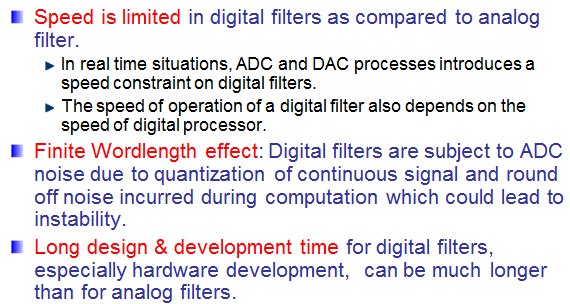 Speed is limited in digital filters as compared to analog
filter.
In real time situations, ADC and DAC processes introduces a
speed constraint on digital filters.
The speed of operation of a digital filter also depends on the
speed of digital processor.
Finite Wordlength effect: Digital filters are subject to ADC
noise due to quantization of continuous signal and round
off noise incurred during computation which could lead to
instability.
Long design & development time for digital filters,
especially hardware development, can be much longer
than for analog filters.